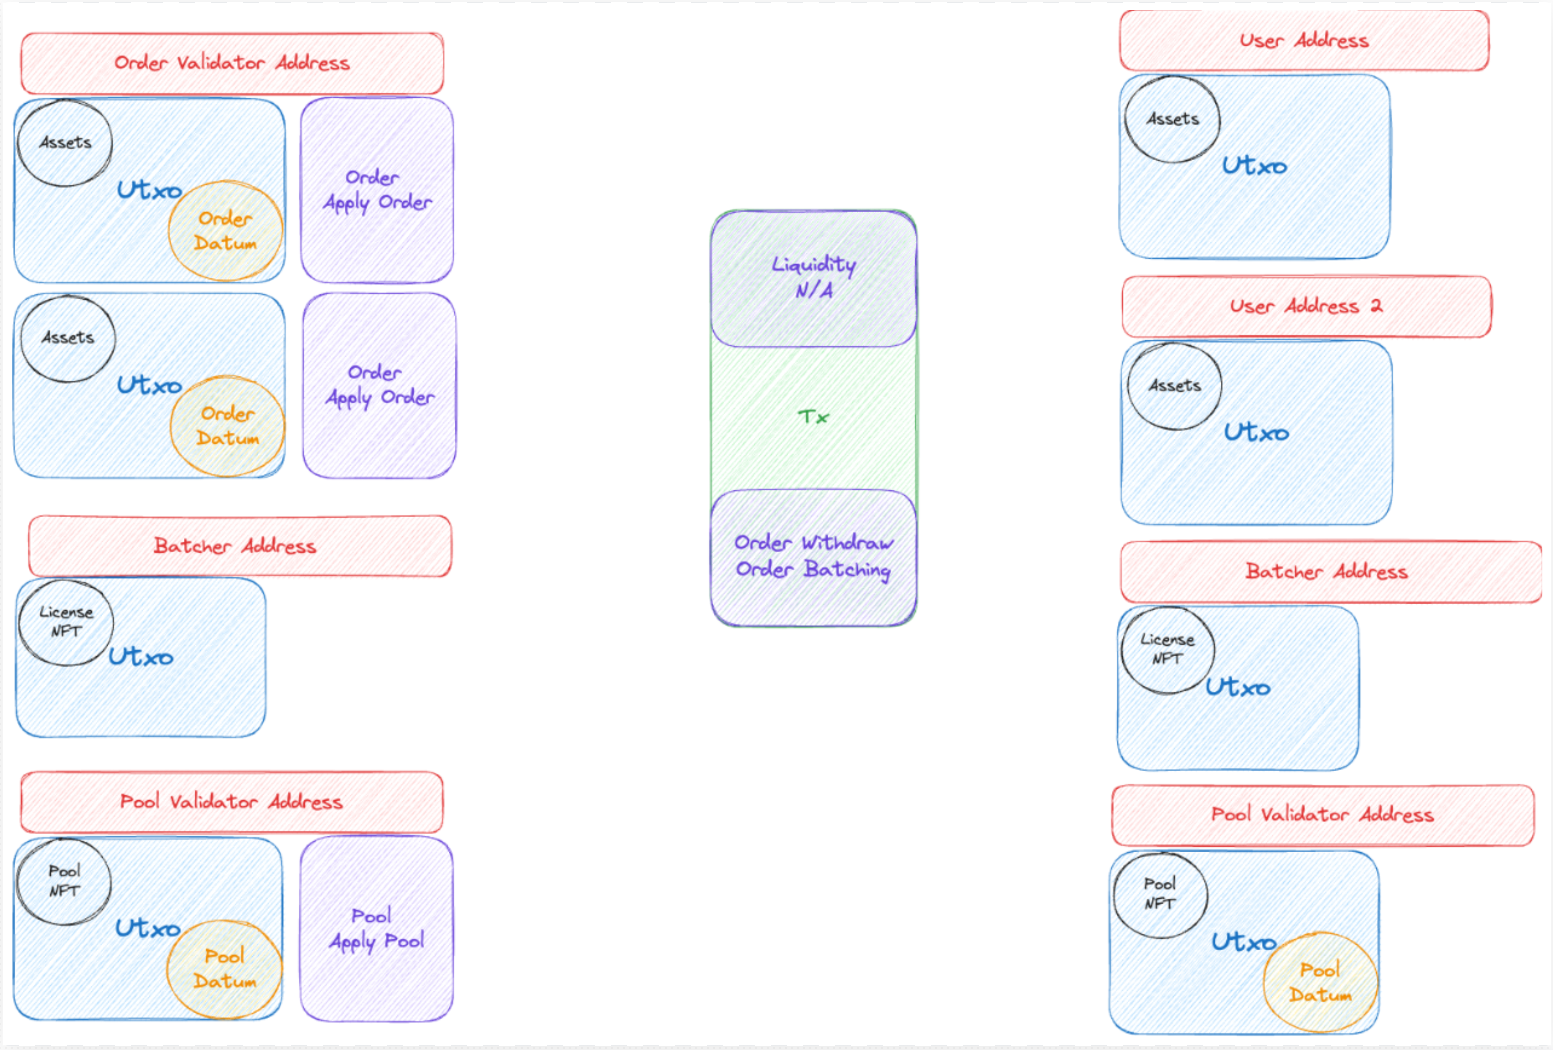 Order Validator Address
Assets
Utxo
Order
Datum
Order
Apply Order
Assets
Utxo
Order
Datum
Order
Apply Order
Batcher Address
License
NFT
Utxo
Pool Validator Address
Pool
NFT
Utxo
Pool
Datum
Pool
Apply Pool
Liquidity
N/A
Tx
Order Withdraw
Order Batching
User Address
Assets
Utxo
User Address 2
Assets
Utxo
Batcher Address
License
NFT
Utxo
Pool Validator Address
Pool
NFT
Utxo
Pool
Datum